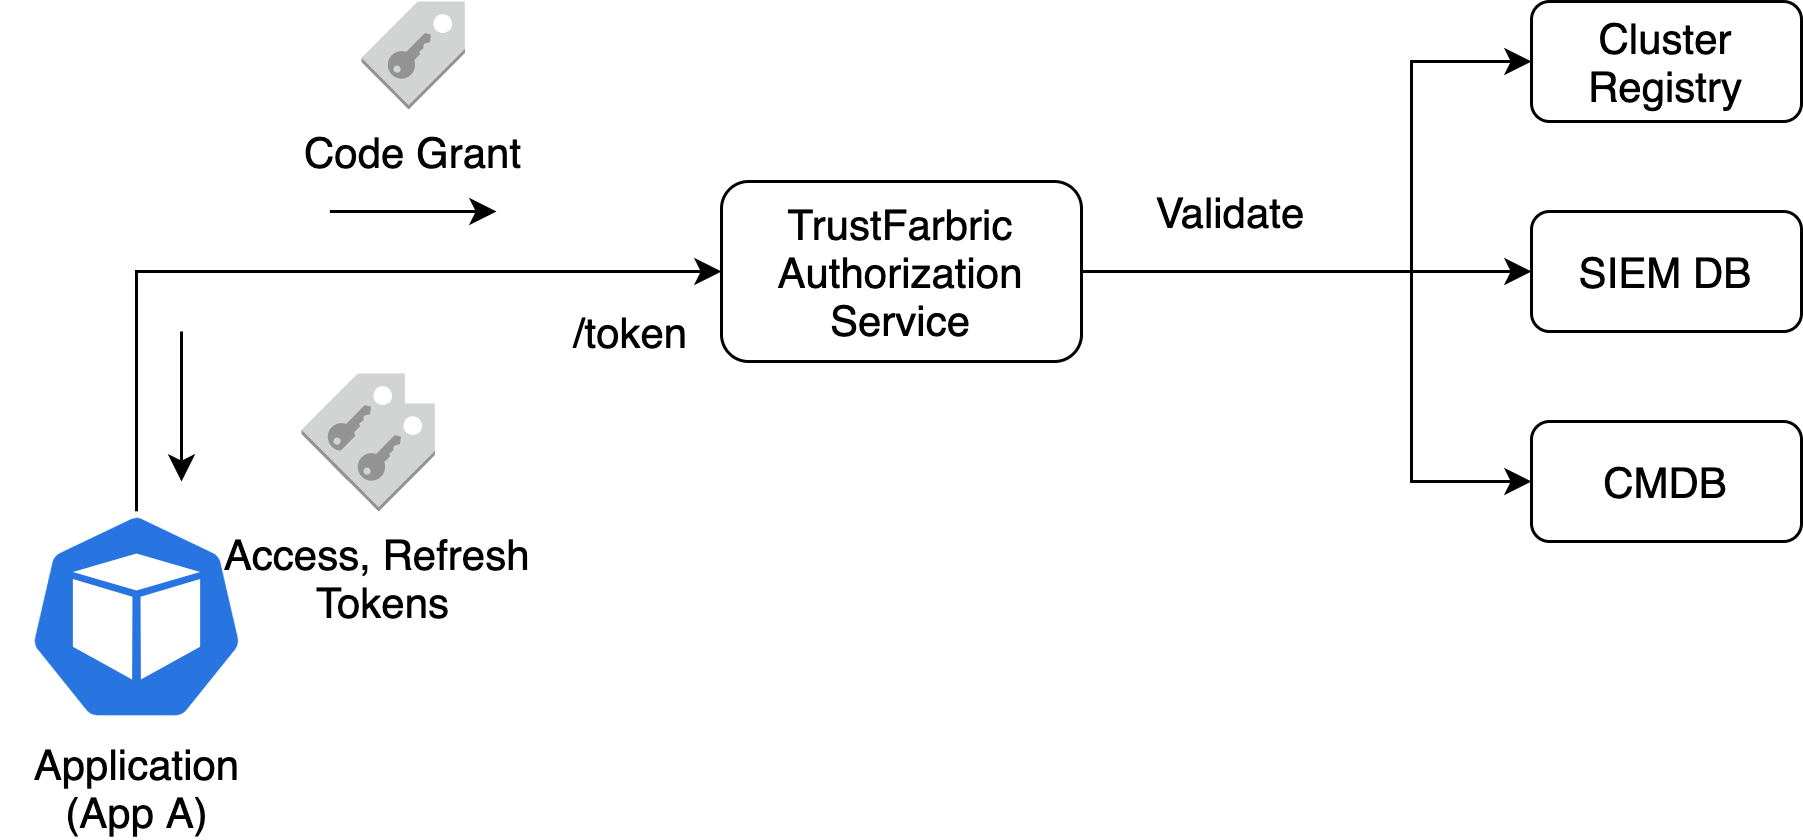 Code Grant
Cluster
Registry
TrustFarbric
Authorization
Service
Validate
SIEM DB
/token
CMDB
Access, Refresh
Tokens
Application
(App A)